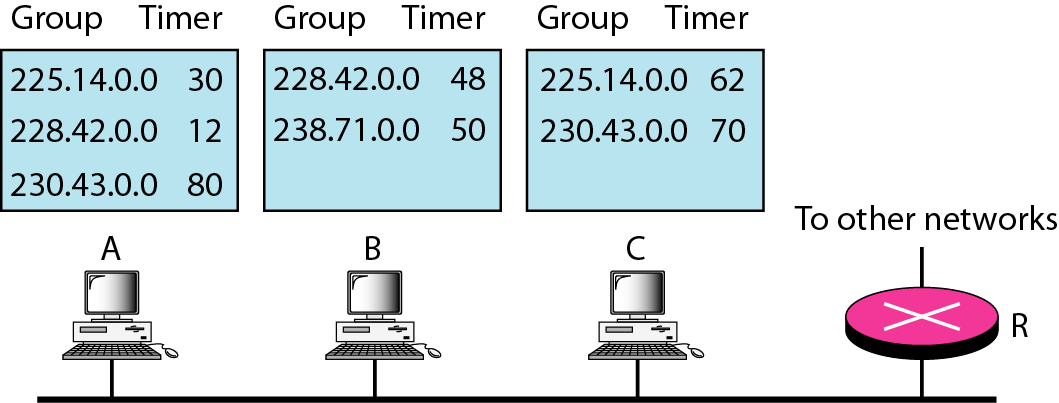 Group Timer
225.14.0.0 30
228.42.0.0 12
230.43.0.0 80
Group Timer
228.42.0.0 48
238.71.0.0 50
Group Timer
225.14.0.0 62
230.43.0.0 70
To other networks
A
B
C
R